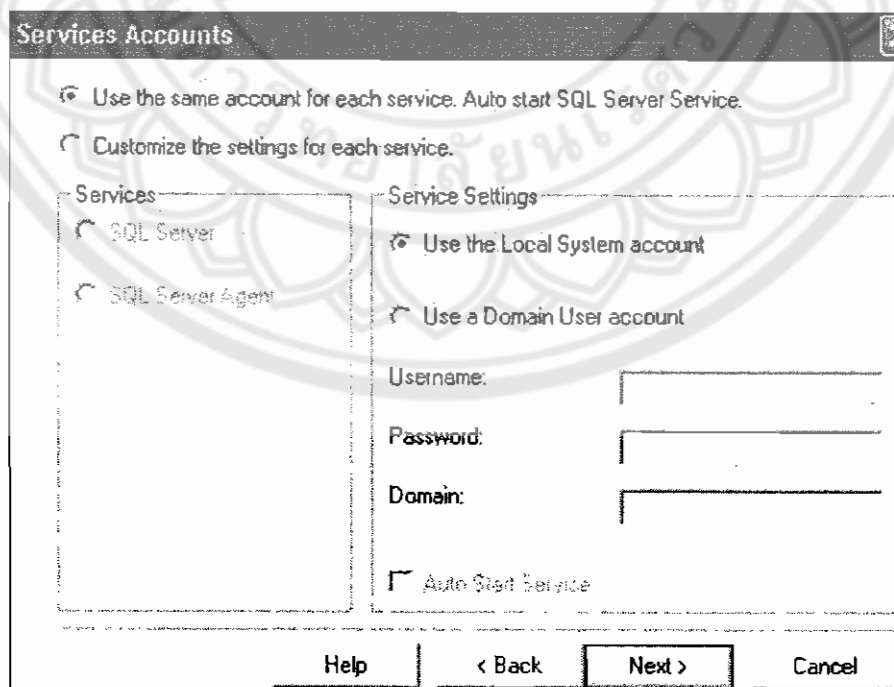 Services Accounts
Use the same account for each service. Auto start SQL Server Service.
Customize the settings for each service.
Services
SQL Server
SQL Server Agent
Service Settings
Use the Local System account
Use a Domain User account
Username:
Password:
Domain:
Auto Start Service
Help
< Back
Next >
Cancel